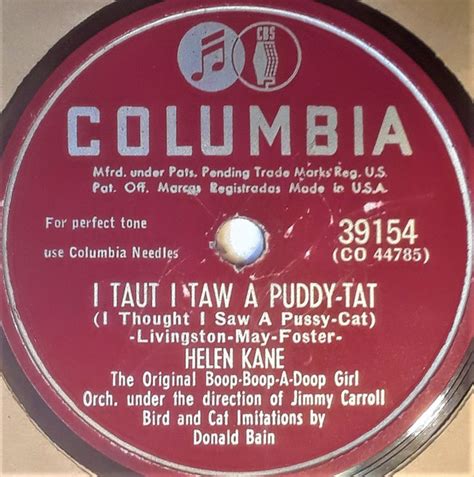 CBS
COLUMBIA
Mfrd. under Pats. Pending Trade Marks Reg. U.S.
Pat. Off. Marcas Registradas Made in U.S.A.
For perfect tone
use Columbia Needles
39154
(CO 44785)
I TAUT I TAW A PUDDY-TAT
(I Thought I Saw A Pussy-Cat)
-Livingston-May-Foster-
HELEN KANE
The Original Boop-Boop-A-Doop Girl
Orch. under the direction of Jimmy Carroll
Bird and Cat Imitations by
Donald Bain